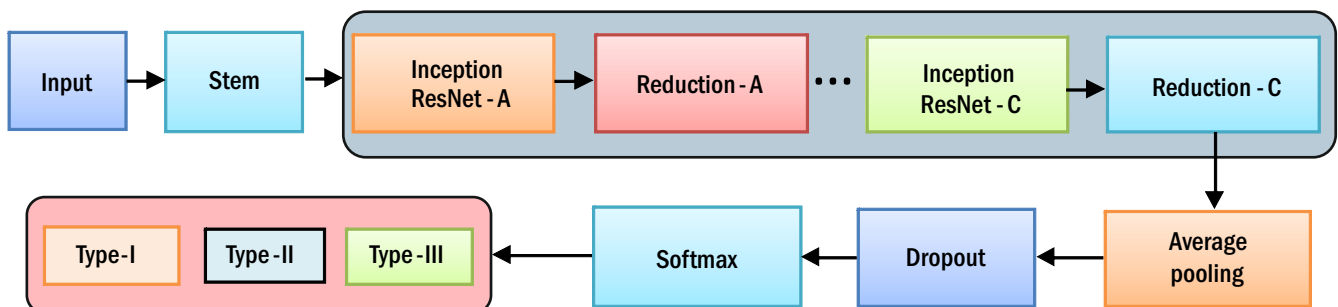 Input
Stem
Inception
ResNet - A
Reduction - A
...
Inception
ResNet - C
Reduction - C
Type-I
Type-II
Type-III
Softmax
Dropout
Average
pooling